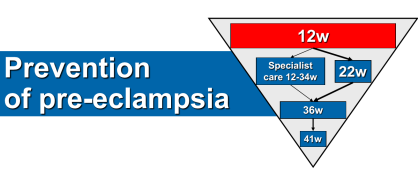 12w
Specialist
care 12-34w
22w
Prevention
of pre-eclampsia
36w
41w